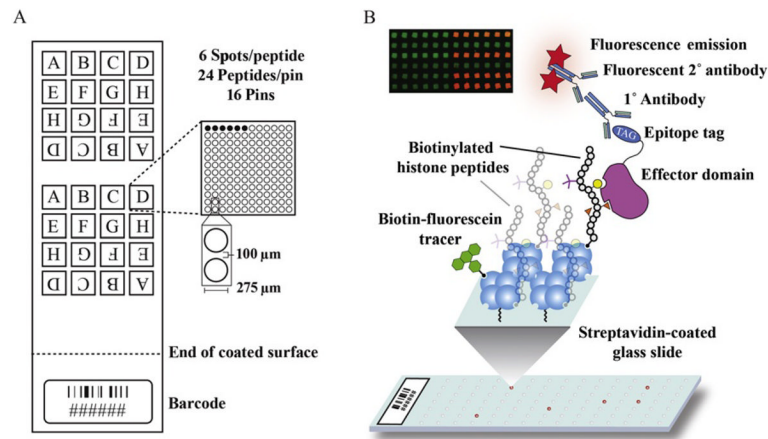 A
A B C D
E F G H
H G F E
D C B A
A B C D
E F G H
H G F E
D C B A
6 Spots/peptide
24 Peptides/pin
16 Pins
100 µm
275 µm
End of coated surface
######
Barcode
B
Fluorescence emission
Fluorescent 2° antibody
1° Antibody
TAG
Epitope tag
Effector domain
Biotinylated
histone peptides
Biotin-fluorescein
tracer
Streptavidin-coated
glass slide
######